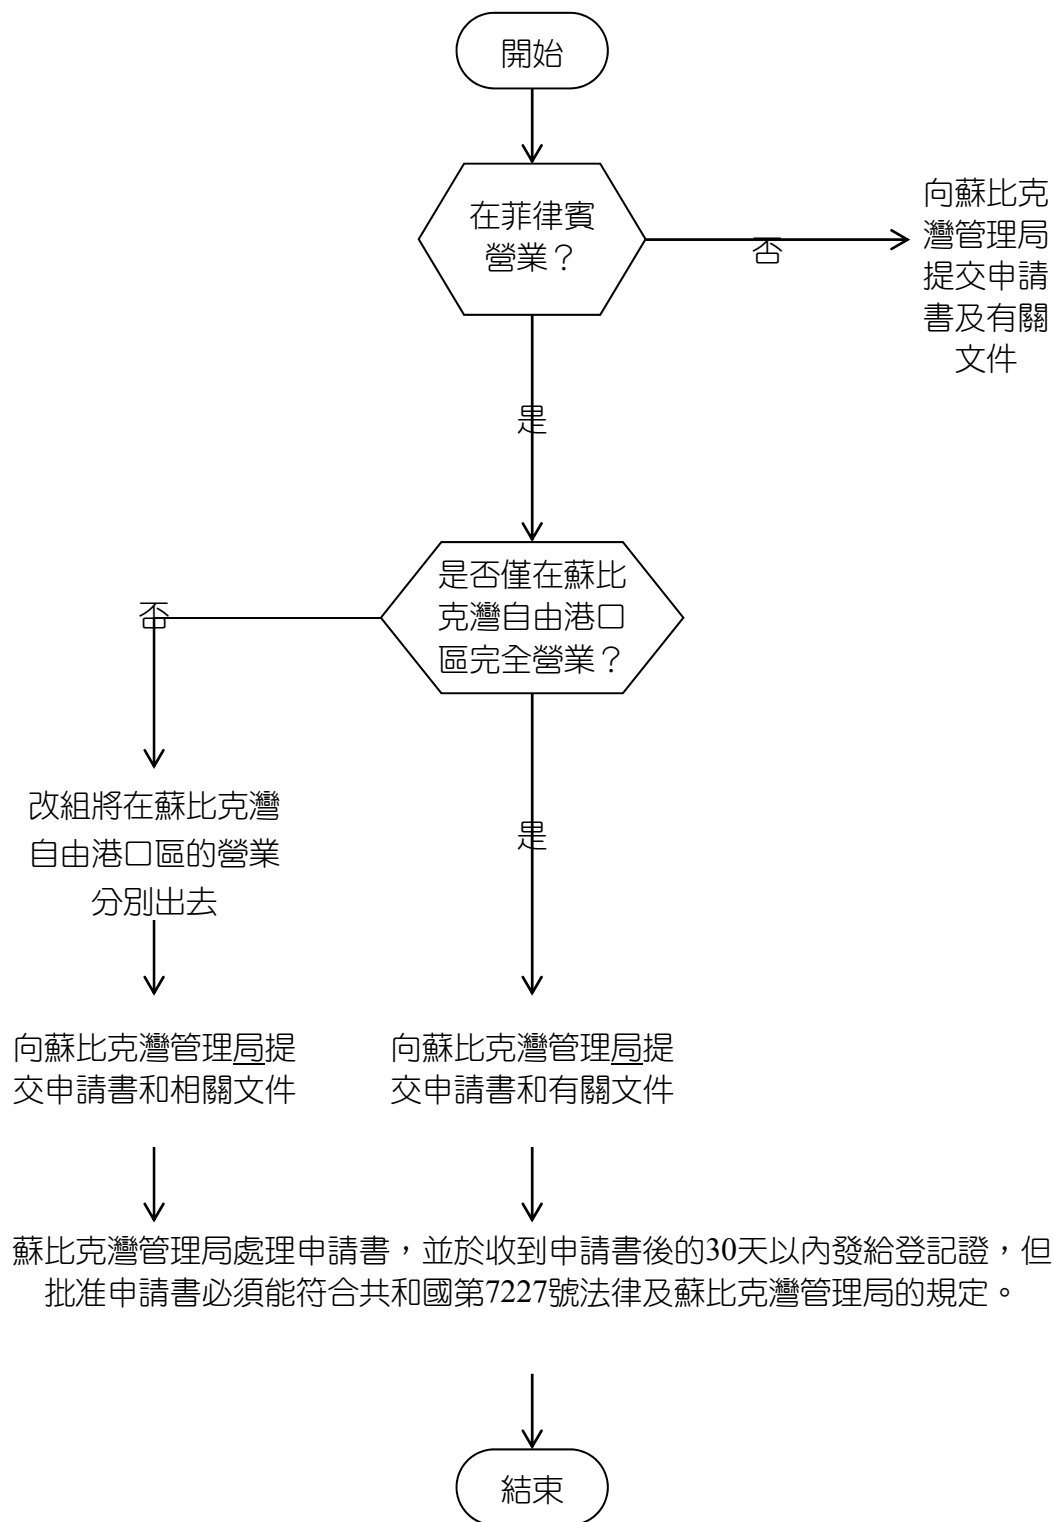 開始
在菲律賓
營業？
否
向蘇比克
灣管理局
提交申請
書及有關
文件
是
是否僅在蘇比
克灣自由港口
區完全營業？
否
改組將在蘇比克灣
自由港口區的營業
分別出去
是
向蘇比克灣管理局提
交申請書和相關文件
向蘇比克灣管理局提
交申請書和有關文件
蘇比克灣管理局處理申請書，並於收到申請書後的30天以內發給登記證，但
批准申請書必須能符合共和國第7227號法律及蘇比克灣管理局的規定。
結束